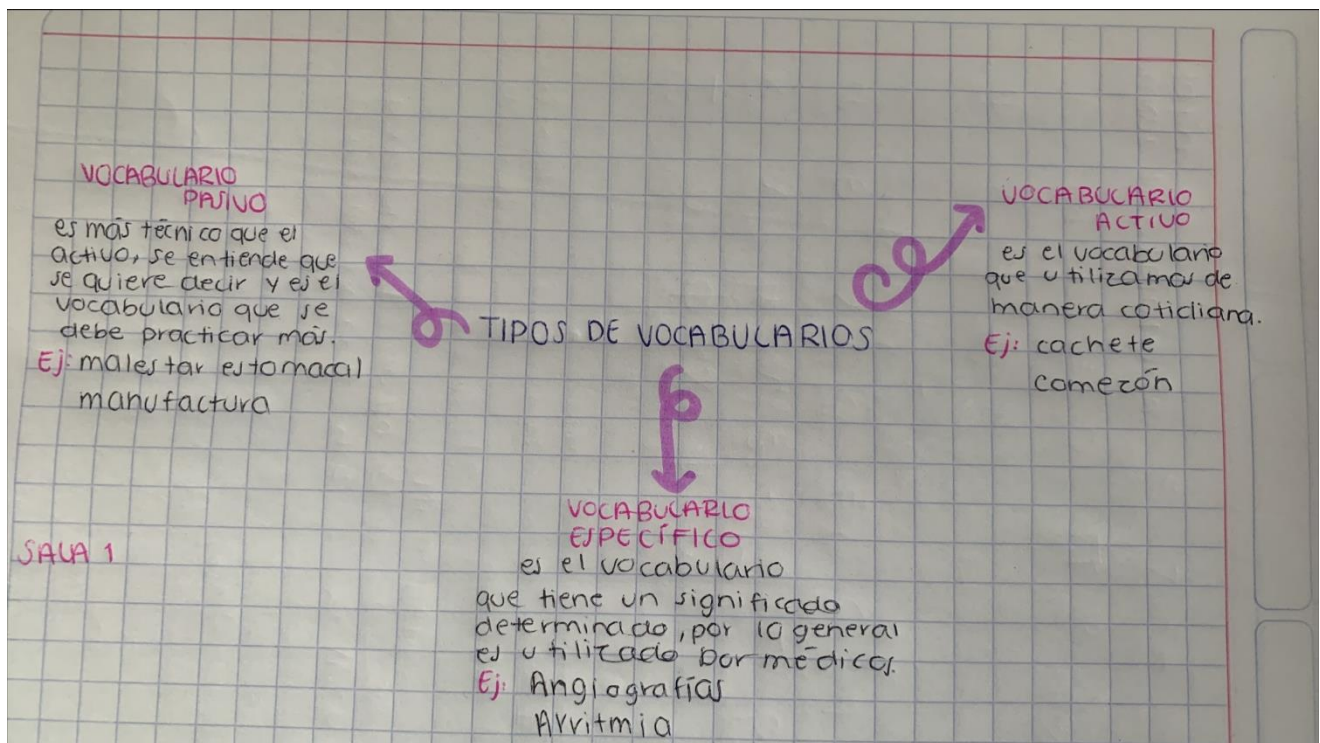 VOCABULARIO
PASIVO
es más técnico que el
activo, se entiende que
se quiere decir y es el
vocabulario que se
debe practicar más.
Ej: malestar estomacal
manufactura
TIPOS DE VOCABULARIOS
VOCABULARIO
ACTIVO
es el vocabulario
que utilizamos de
manera cotidiana.
Ej: cachete
comezón
VOCABULARIO
ESPECÍFICO
es el vocabulario
que tiene un significado
determinado, por lo general
es utilizado por médicos.
Ej: Angiografías
Arritmia
SALA 1